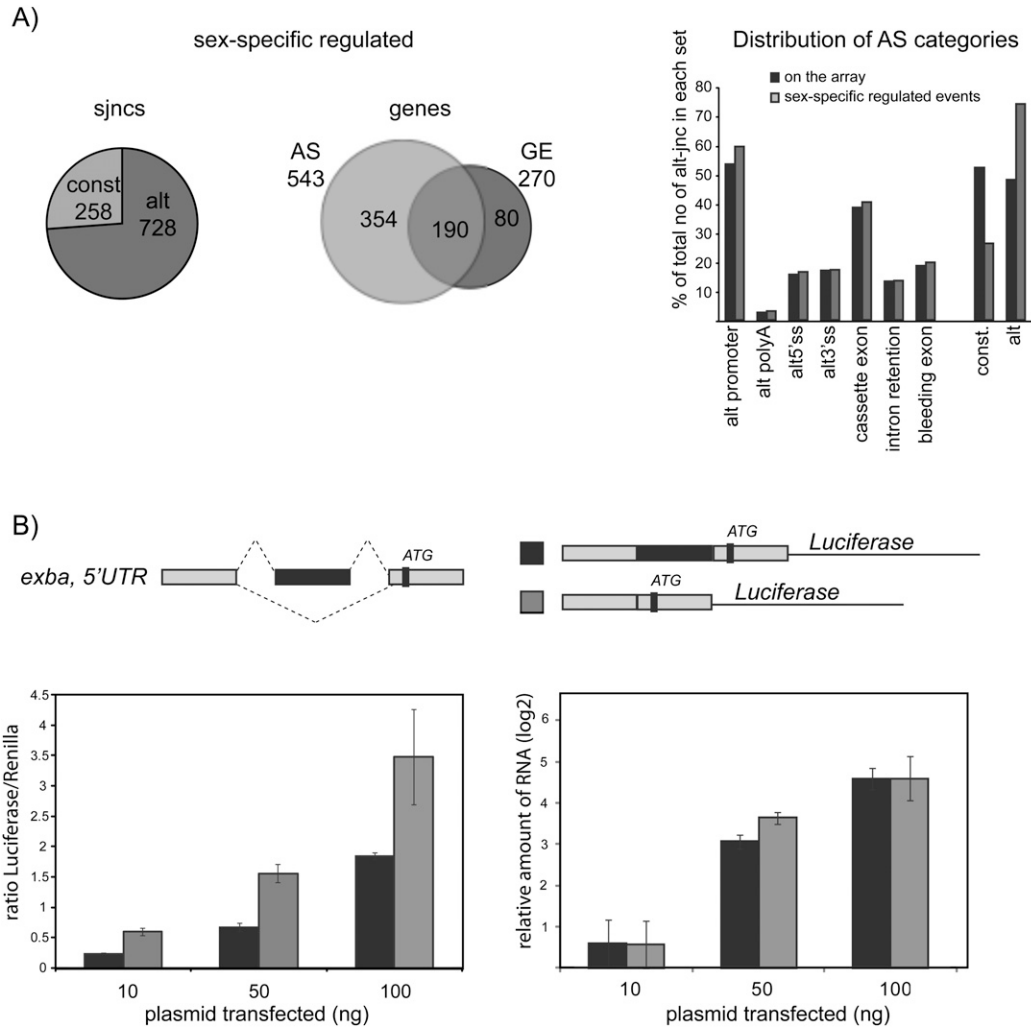 A)
sex-specific regulated
sjncs
const
258
alt
728
genes
AS
543
GE
270
354
190
80
Distribution of AS categories
on the array
sex-specific regulated events
% of total no of alt-jnc in each set
80
70
60
50
40
30
20
10
alt promoter
alt polyA
alt5'ss
alt3'ss
cassette exon
intron retention
bleeding exon
const.
alt
B)
exba, 5'UTR
ATG
ATG
Luciferase
ATG
Luciferase
ratio Luciferase/Renilla
4.5
4
3.5
3
2.5
2
1.5
1
0.5
0
10
50
100
plasmid transfected (ng)
relative amount of RNA (log2)
6
5
4
3
2
1
10
50
100
plasmid transfected (ng)